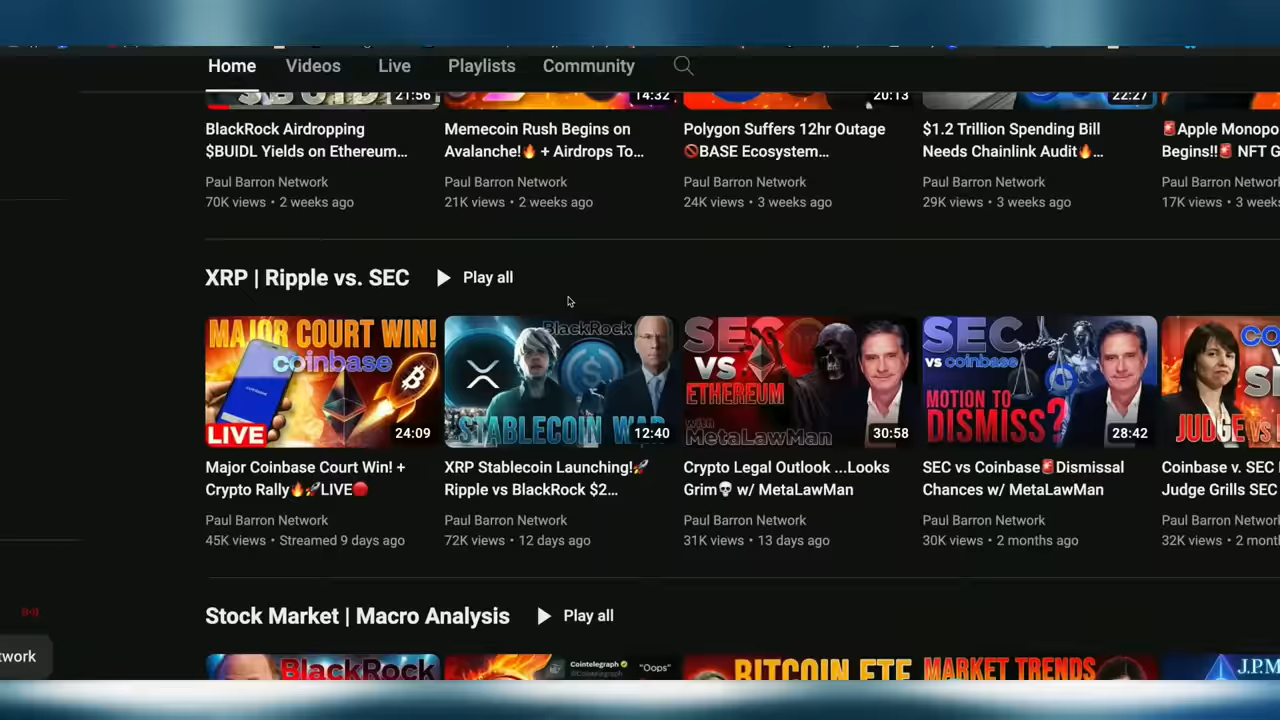 Home Videos Live Playlists Community
21:56 14:32 20:13 22:27
BlackRock Airdropping
$BUIDL Yields on Ethereum...
Paul Barron Network
70K views • 2 weeks ago
Memecoin Rush Begins on
Avalanche!🔥 + Airdrops To...
Paul Barron Network
21K views • 2 weeks ago
Polygon Suffers 12hr Outage
🚫BASE Ecosystem...
Paul Barron Network
24K views • 3 weeks ago
$1.2 Trillion Spending Bill
Needs Chainlink Audit🔥...
Paul Barron Network
29K views • 3 weeks ago
🚨Apple Monopo
Begins!!🚨 NFT G
Paul Barron Networ
17K views • 3 week
XRP | Ripple vs. SEC Play all
MAJOR COURT WIN!
coinbase
LIVE
24:09
Major Coinbase Court Win! +
Crypto Rally🔥🚀LIVE🔴
Paul Barron Network
45K views • Streamed 9 days ago
BlackRock
STABLECOIN WAR
12:40
XRP Stablecoin Launching!🚀
Ripple vs BlackRock $2...
Paul Barron Network
72K views • 12 days ago
SEC
VS
ETHEREUM
with
MetaLawMan
30:58
Crypto Legal Outlook ...Looks
Grim💀 w/ MetaLawMan
Paul Barron Network
31K views • 13 days ago
SEC
vs coinbase
MOTION TO
DISMISS?
28:42
SEC vs Coinbase🚨Dismissal
Chances w/ MetaLawMan
Paul Barron Network
30K views • 2 months ago
CO
S
JUDGE vs
Coinbase v. SEC
Judge Grills SEC
Paul Barron Networ
32K views • 2 mont
Stock Market | Macro Analysis Play all
twork
BlackRock
Cointelegraph
@Cointelegraph
"Oops"
BITCOIN ETF
MARKET TRENDS
J.P.M